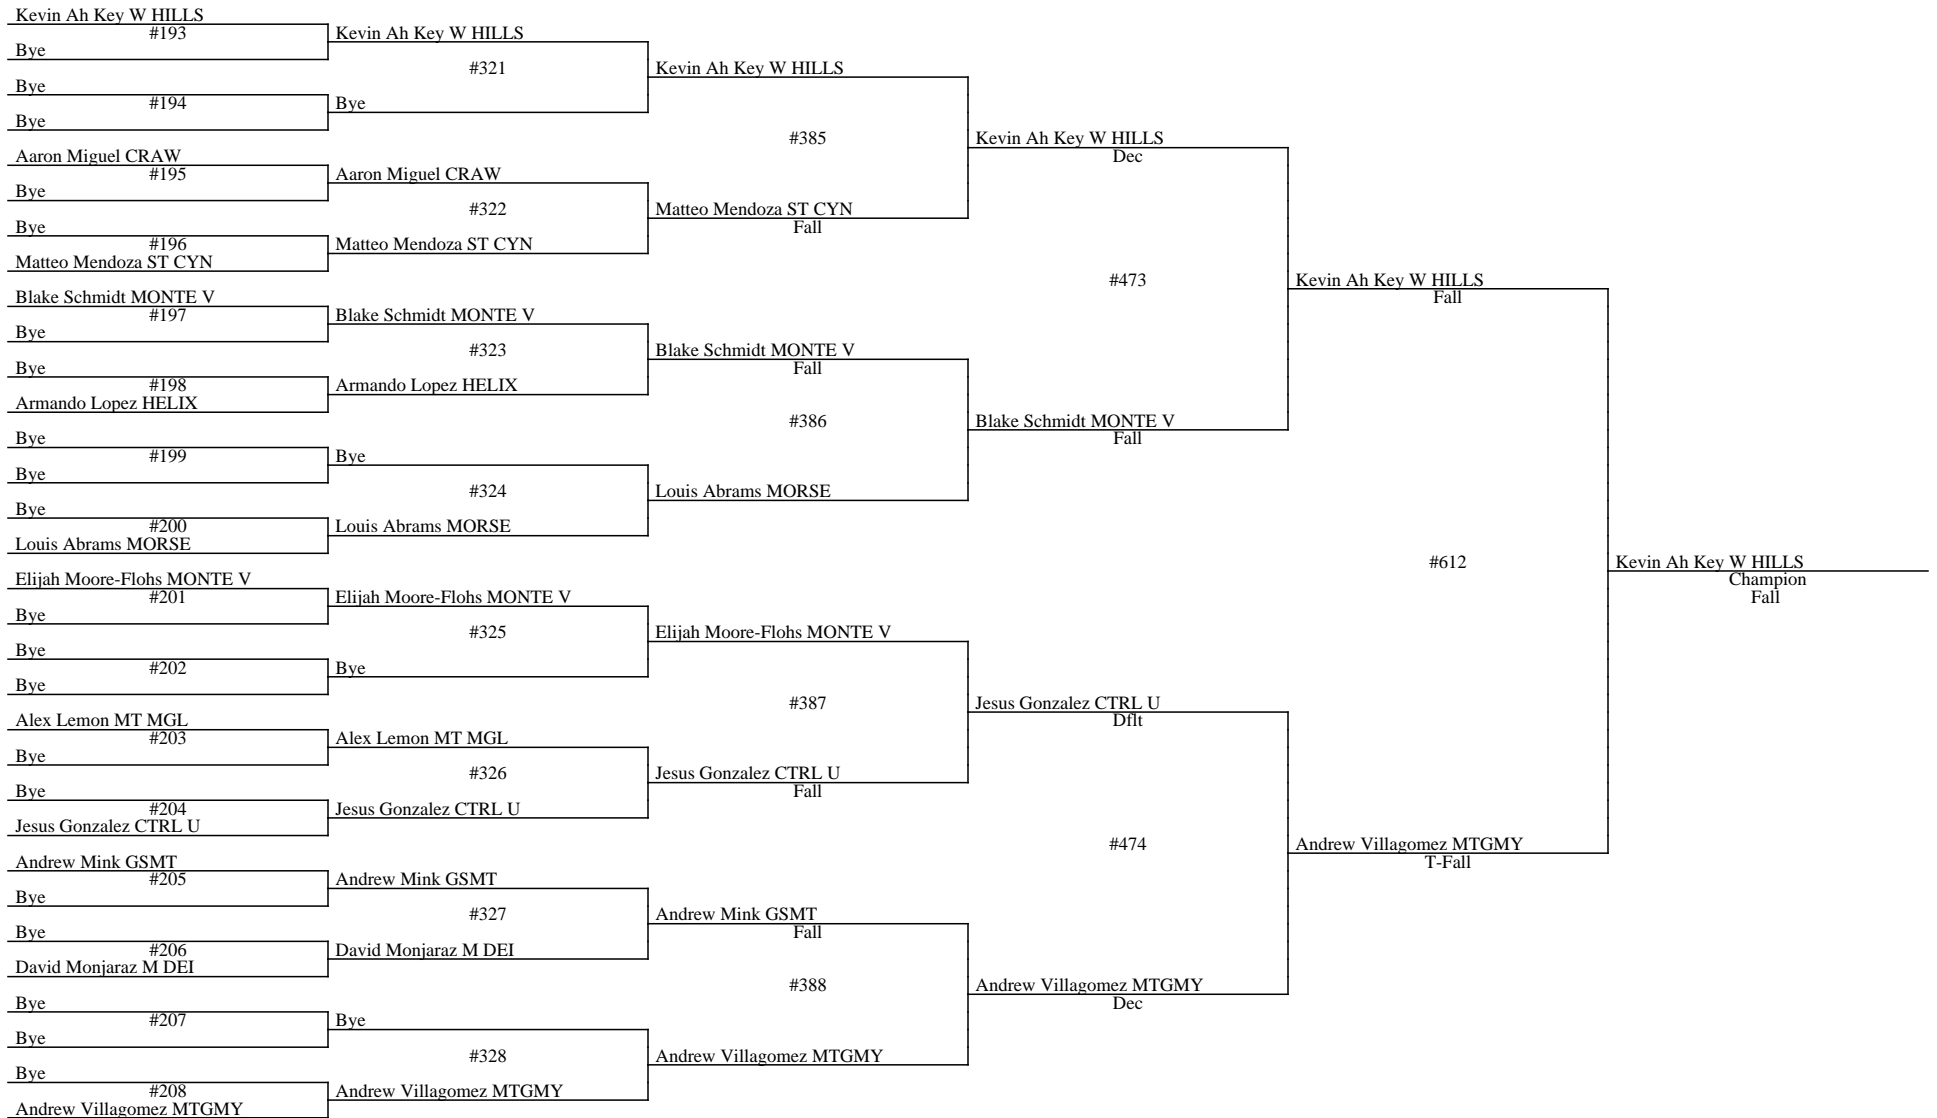 Kevin Ah Key W HILLS
#193
Bye
Bye
#194
Bye
Aaron Miguel CRAW
#195
Bye
Bye
#196
Matteo Mendoza ST CYN
Blake Schmidt MONTE V
#197
Bye
Bye
#198
Armando Lopez HELIX
Bye
#199
Bye
Bye
#200
Louis Abrams MORSE
Elijah Moore-Flohs MONTE V
#201
Bye
Bye
#202
Bye
Alex Lemon MT MGL
#203
Bye
Bye
#204
Jesus Gonzalez CTRL U
Andrew Mink GSMT
#205
Bye
Bye
#206
David Monjaraz M DEI
Bye
#207
Bye
Bye
#208
Andrew Villagomez MTGMY
Kevin Ah Key W HILLS
#321
Bye
Aaron Miguel CRAW
#322
Matteo Mendoza ST CYN
Blake Schmidt MONTE V
#323
Armando Lopez HELIX
Bye
#324
Louis Abrams MORSE
Elijah Moore-Flohs MONTE V
#325
Bye
Alex Lemon MT MGL
#326
Jesus Gonzalez CTRL U
Andrew Mink GSMT
#327
David Monjaraz M DEI
Bye
#328
Andrew Villagomez MTGMY
Kevin Ah Key W HILLS
#385
Matteo Mendoza ST CYN
Fall
Blake Schmidt MONTE V
Fall
#386
Louis Abrams MORSE
Elijah Moore-Flohs MONTE V
#387
Jesus Gonzalez CTRL U
Fall
Andrew Mink GSMT
Fall
#388
Andrew Villagomez MTGMY
Kevin Ah Key W HILLS
Dec
#473
Blake Schmidt MONTE V
Fall
Jesus Gonzalez CTRL U
Dflt
#474
Andrew Villagomez MTGMY
Dec
Kevin Ah Key W HILLS
Fall
#612
Andrew Villagomez MTGMY
T-Fall
Kevin Ah Key W HILLS
Champion
Fall